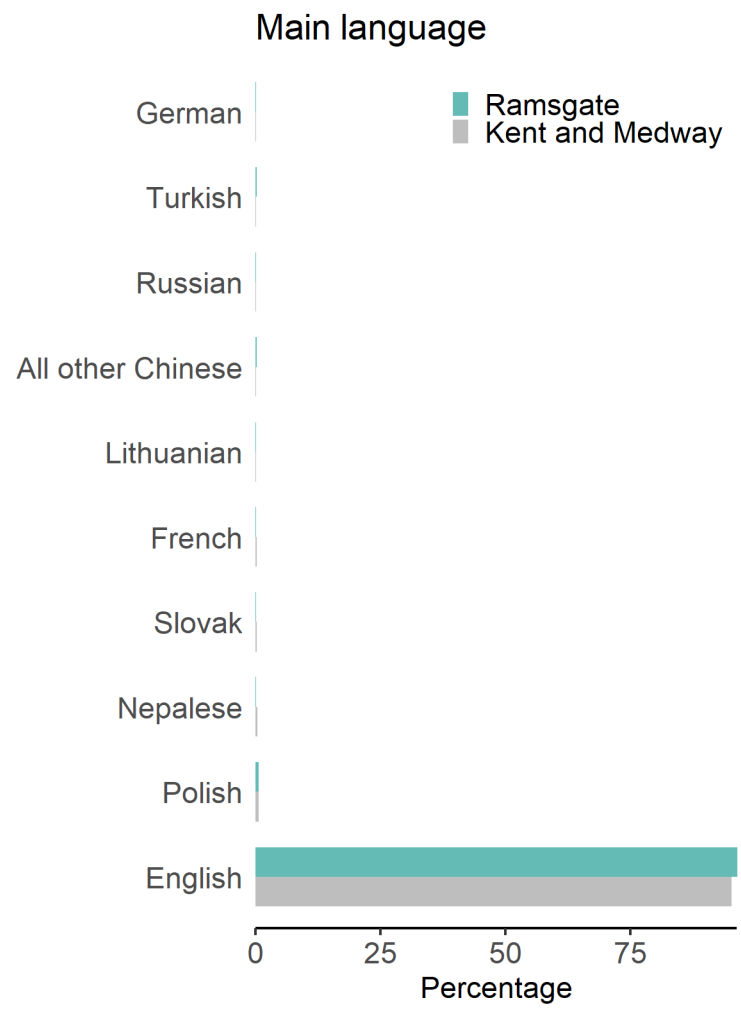 Main language
Ramsgate
Kent and Medway
German
Turkish
Russian
All other Chinese
Lithuanian
French
Slovak
Nepalese
Polish
English
0 25 50 75
Percentage